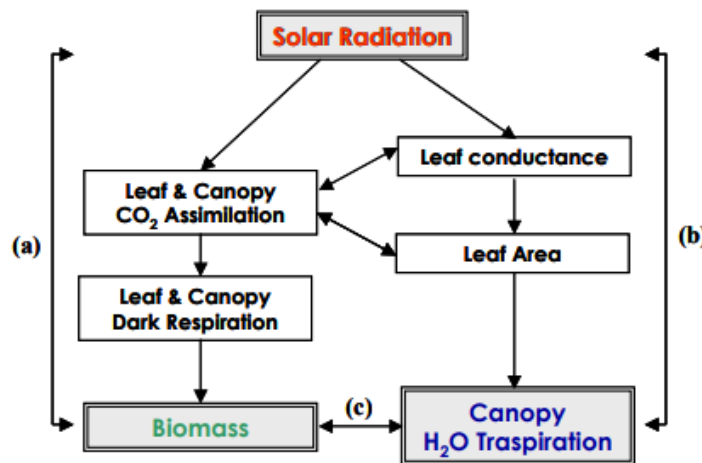 Solar Radiation
Leaf conductance
Leaf & Canopy
CO₂ Assimilation
(a)
(b)
Leaf Area
Leaf & Canopy
Dark Respiration
(c)
Biomass
Canopy
H₂O Traspiration